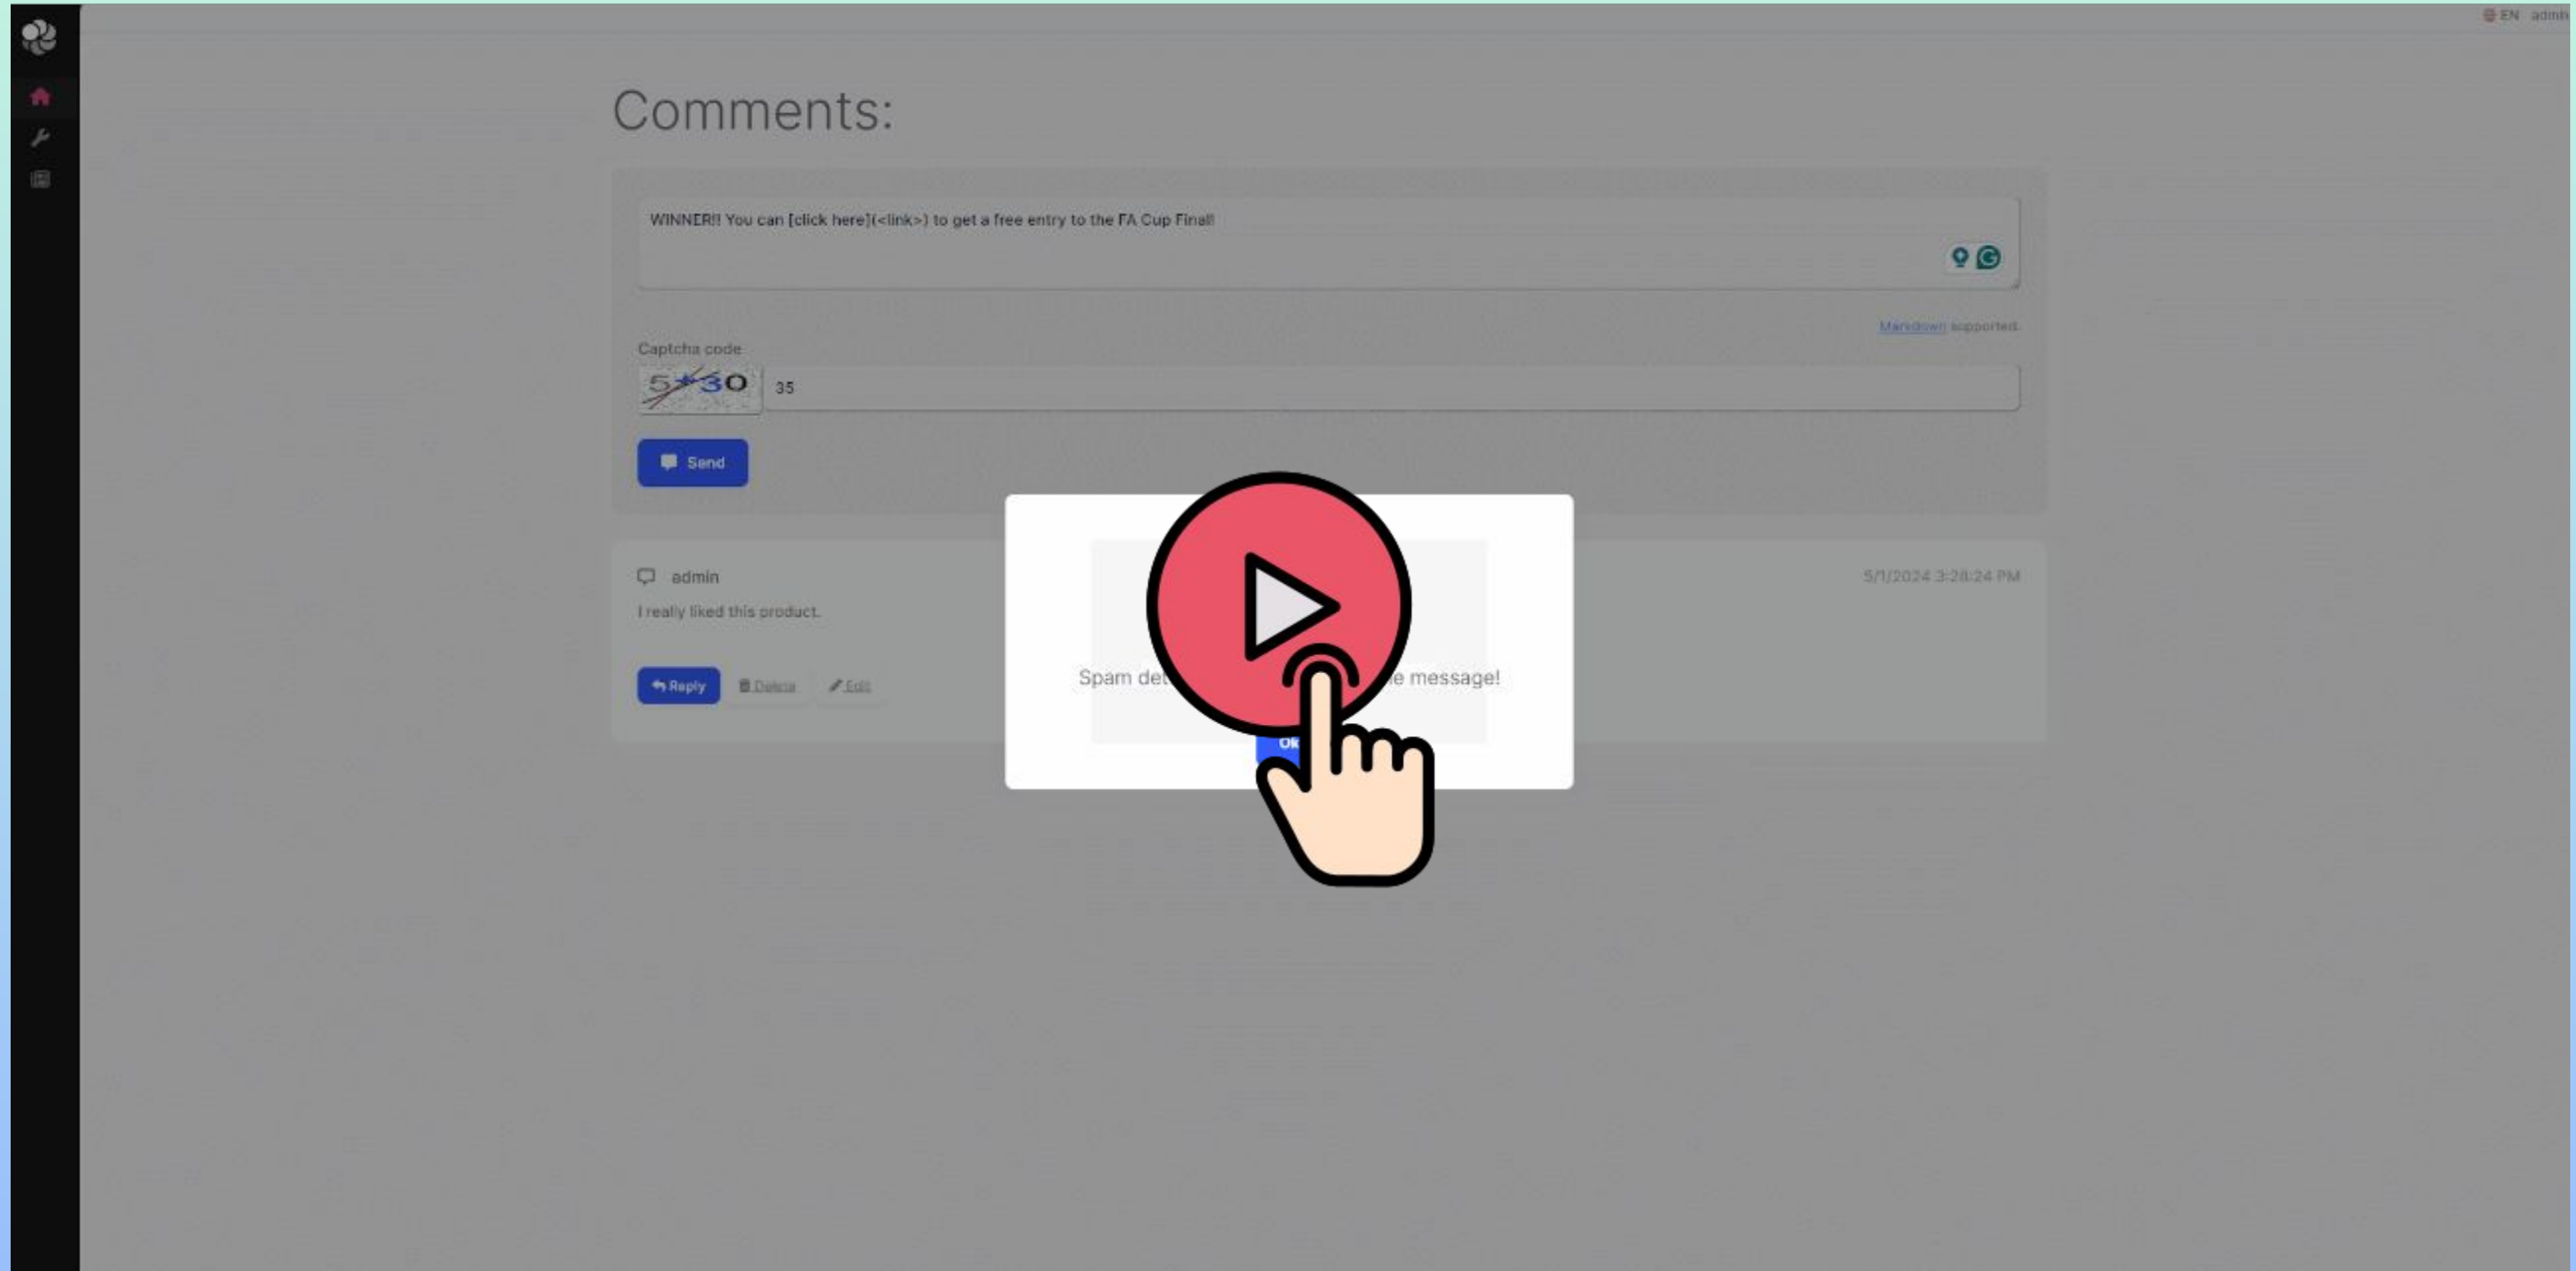 EN admin
Comments:
WINNER!! You can [click here](<link>) to get a free entry to the FA Cup Final!
Markdown supported.
Captcha code
5+30
35
Send
admin
5/1/2024 3:28:24 PM
I really liked this product.
Reply Delete Edit
Spam message!
Ok